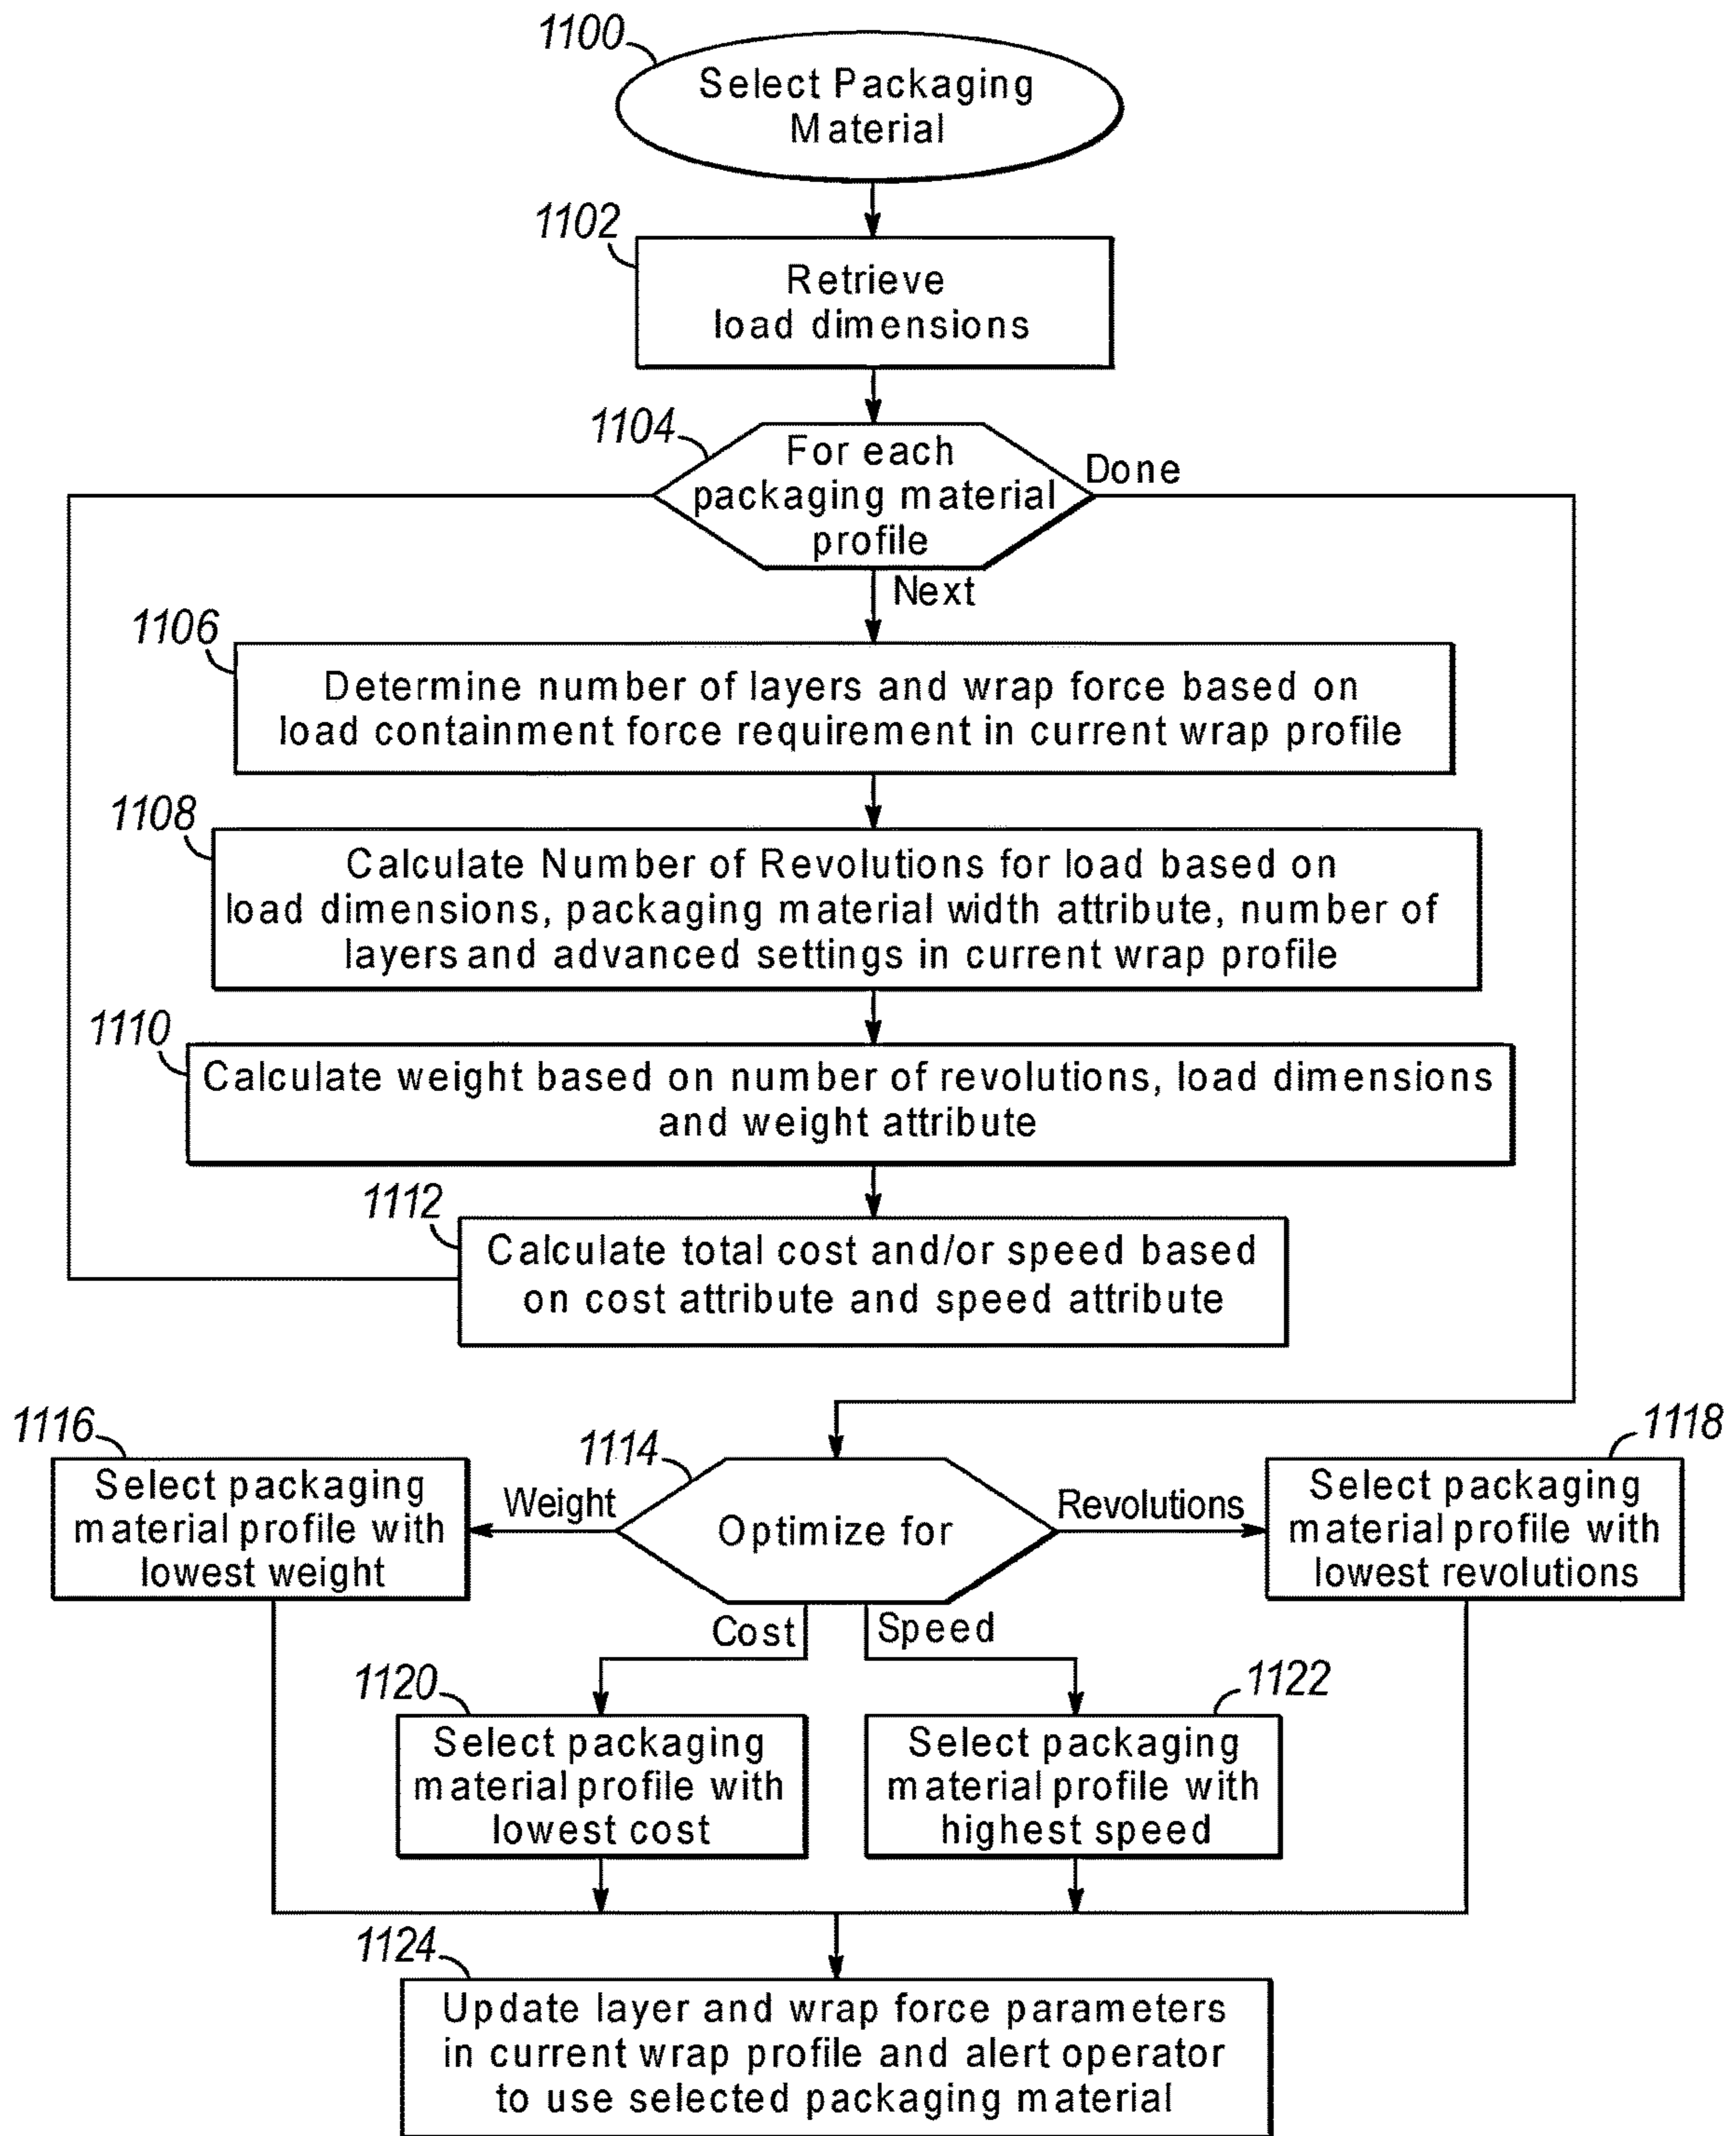 1100
Select Packaging
Material
1102
Retrieve
load dimensions
1104
For each
packaging material
profile
Done
Next
1106
Determine number of layers and wrap force based on
load containment force requirement in current wrap profile
1108
Calculate Number of Revolutions for load based on
load dimensions, packaging material width attribute, number of
layers and advanced settings in current wrap profile
1110
Calculate weight based on number of revolutions, load dimensions
and weight attribute
1112
Calculate total cost and/or speed based
on cost attribute and speed attribute
1116
Select packaging
material profile with
lowest weight
Weight
1114
Optimize for
Revolutions
1118
Select packaging
material profile with
lowest revolutions
Cost
Speed
1120
Select packaging
material profile with
lowest cost
1122
Select packaging
material profile with
highest speed
1124
Update layer and wrap force parameters
in current wrap profile and alert operator
to use selected packaging material